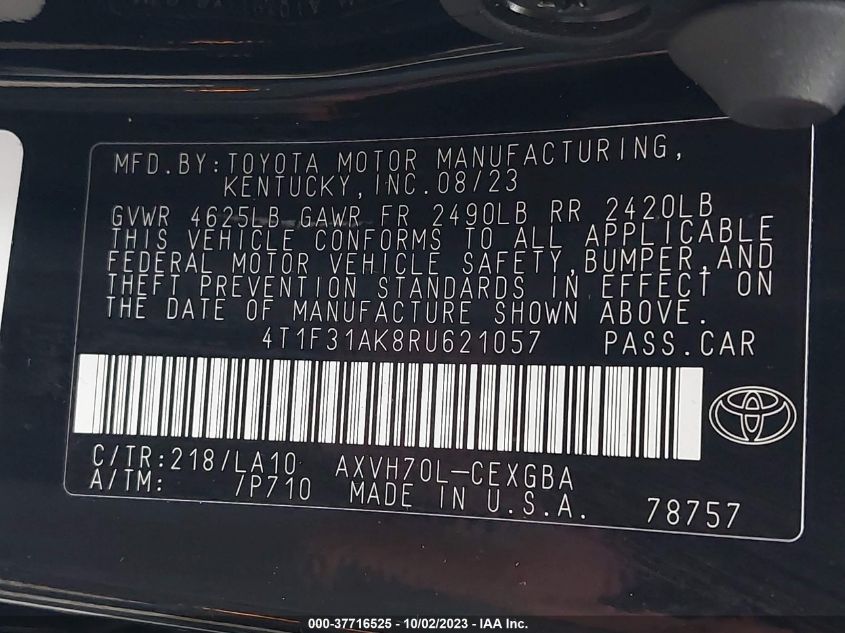 MFD.BY:TOYOTA MOTOR MANUFACTURING,
KENTUCKY,INC.08/23
GVWR 4625LB GAWR FR 2490LB RR 2420LB
THIS VEHICLE CONFORMS TO ALL APPLICABLE
FEDERAL MOTOR VEHICLE SAFETY,BUMPER,AND
THEFT PREVENTION STANDARDS IN EFFECT ON
THE DATE OF MANUFACTURE SHOWN ABOVE.
4T1F31AK8RU621057 PASS.CAR
C/TR:218/LA10 AXVH70L-CEXGBA
A/TM: /P710 MADE IN U.S.A. 78757
000-37716525 - 10/02/2023 - IAA Inc.